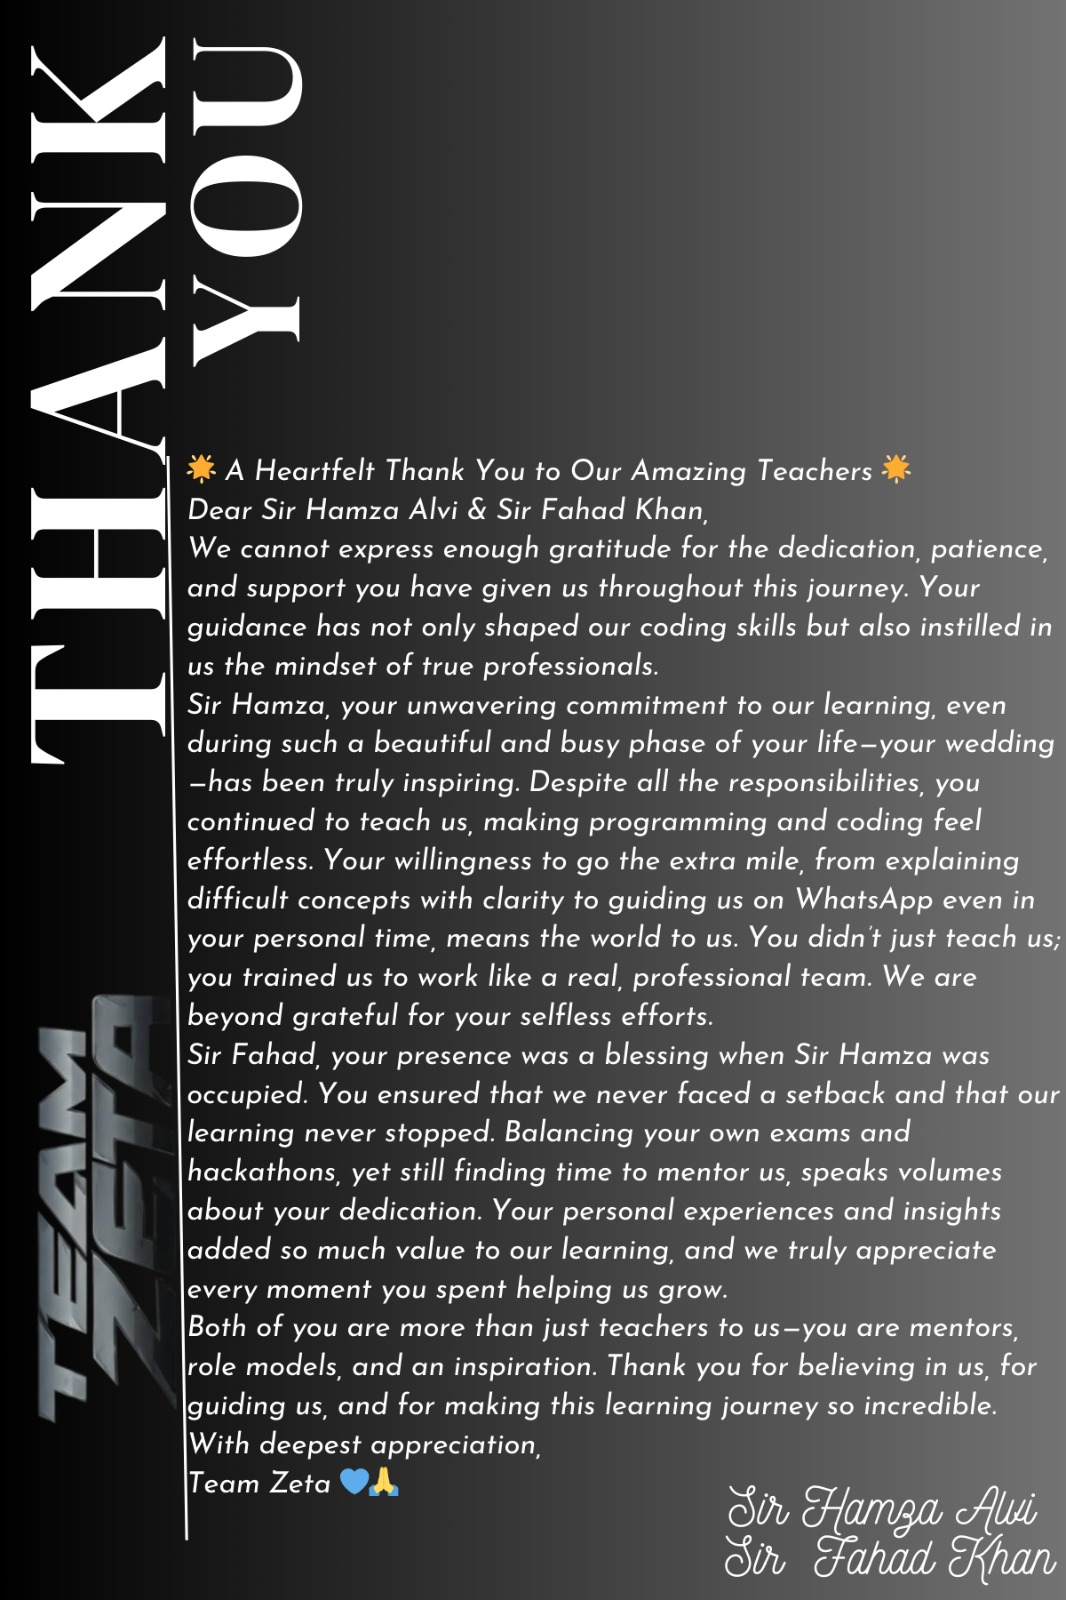 THANK
YOU
🌟 A Heartfelt Thank You to Our Amazing Teachers 🌟
Dear Sir Hamza Alvi & Sir Fahad Khan,
We cannot express enough gratitude for the dedication, patience,
and support you have given us throughout this journey. Your
guidance has not only shaped our coding skills but also instilled in
us the mindset of true professionals.
Sir Hamza, your unwavering commitment to our learning, even
during such a beautiful and busy phase of your life—your wedding
—has been truly inspiring. Despite all the responsibilities, you
continued to teach us, making programming and coding feel
effortless. Your willingness to go the extra mile, from explaining
difficult concepts with clarity to guiding us on WhatsApp even in
your personal time, means the world to us. You didn't just teach us;
you trained us to work like a real, professional team. We are
beyond grateful for your selfless efforts.
Sir Fahad, your presence was a blessing when Sir Hamza was
occupied. You ensured that we never faced a setback and that our
learning never stopped. Balancing your own exams and
hackathons, yet still finding time to mentor us, speaks volumes
about your dedication. Your personal experiences and insights
added so much value to our learning, and we truly appreciate
every moment you spent helping us grow.
Both of you are more than just teachers to us—you are mentors,
role models, and an inspiration. Thank you for believing in us, for
guiding us, and for making this learning journey so incredible.
With deepest appreciation,
Team Zeta 💙🙏
TEAM
ZETA
Sir Hamza Alvi
Sir Fahad Khan